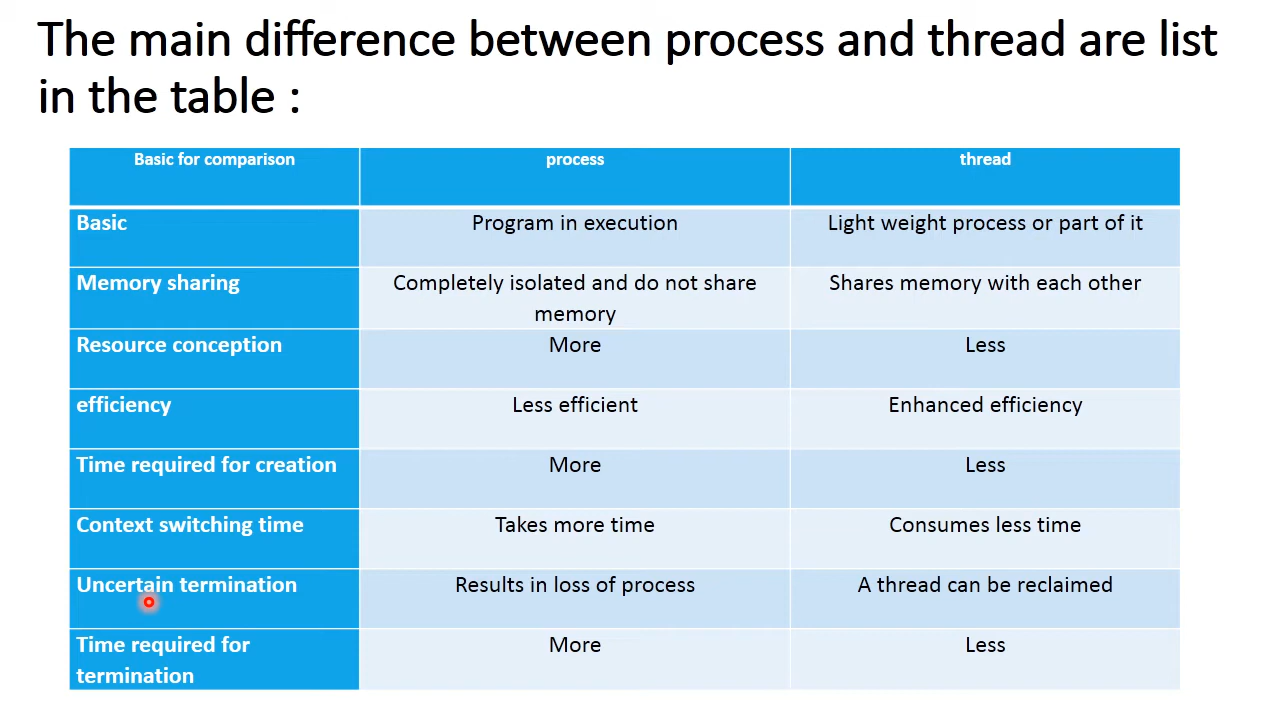 The main difference between process and thread are list
in the table :
Basic for comparison process thread
Basic Program in execution Light weight process or part of it
Memory sharing Completely isolated and do not share Shares memory with each other
memory
Resource conception More Less
efficiency Less efficient Enhanced efficiency
Time required for creation More Less
Context switching time Takes more time Consumes less time
Uncertain termination Results in loss of process A thread can be reclaimed
Time required for More Less
termination